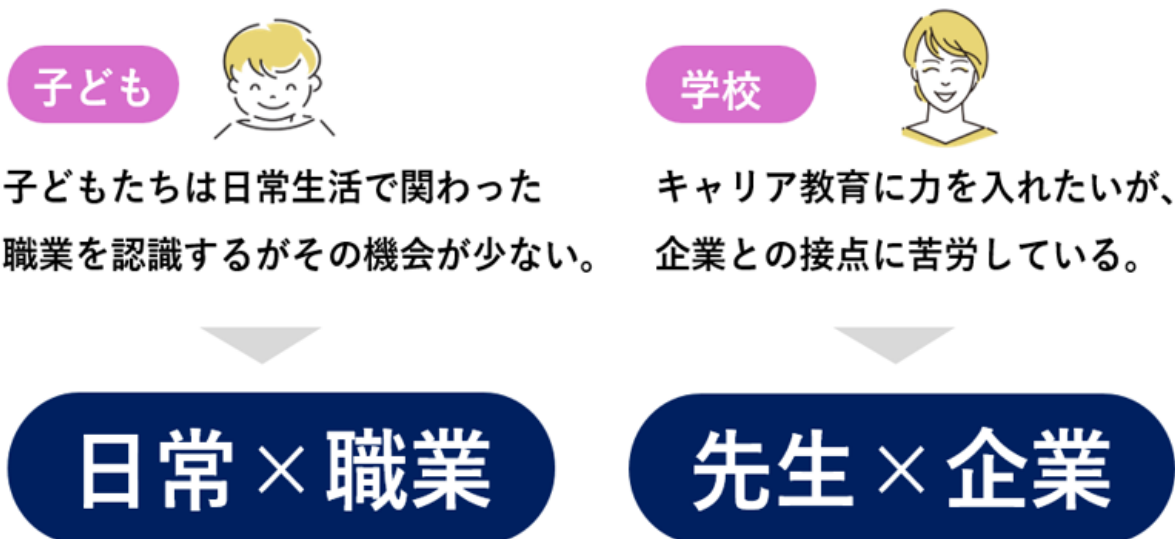 子ども
子どもたちは日常生活で関わった
職業を認識するがその機会が少ない。
日常×職業
学校
キャリア教育に力を入れたいが、
企業との接点に苦労している。
先生×企業